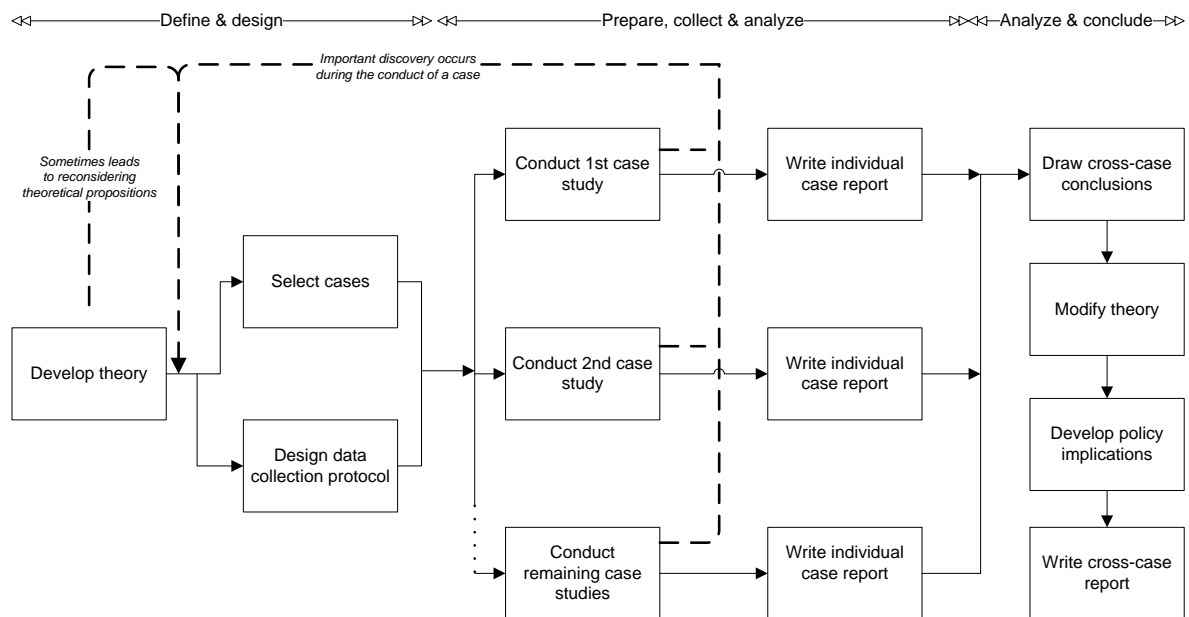 Define & design
Prepare, collect & analyze
Analyze & conclude
Important discovery occurs
during the conduct of a case
Sometimes leads
to reconsidering
theoretical propositions
Develop theory
Select cases
Design data
collection protocol
Conduct 1st case
study
Conduct 2nd case
study
Conduct
remaining case
studies
Write individual
case report
Write individual
case report
Write individual
case report
Draw cross-case
conclusions
Modify theory
Develop policy
implications
Write cross-case
report